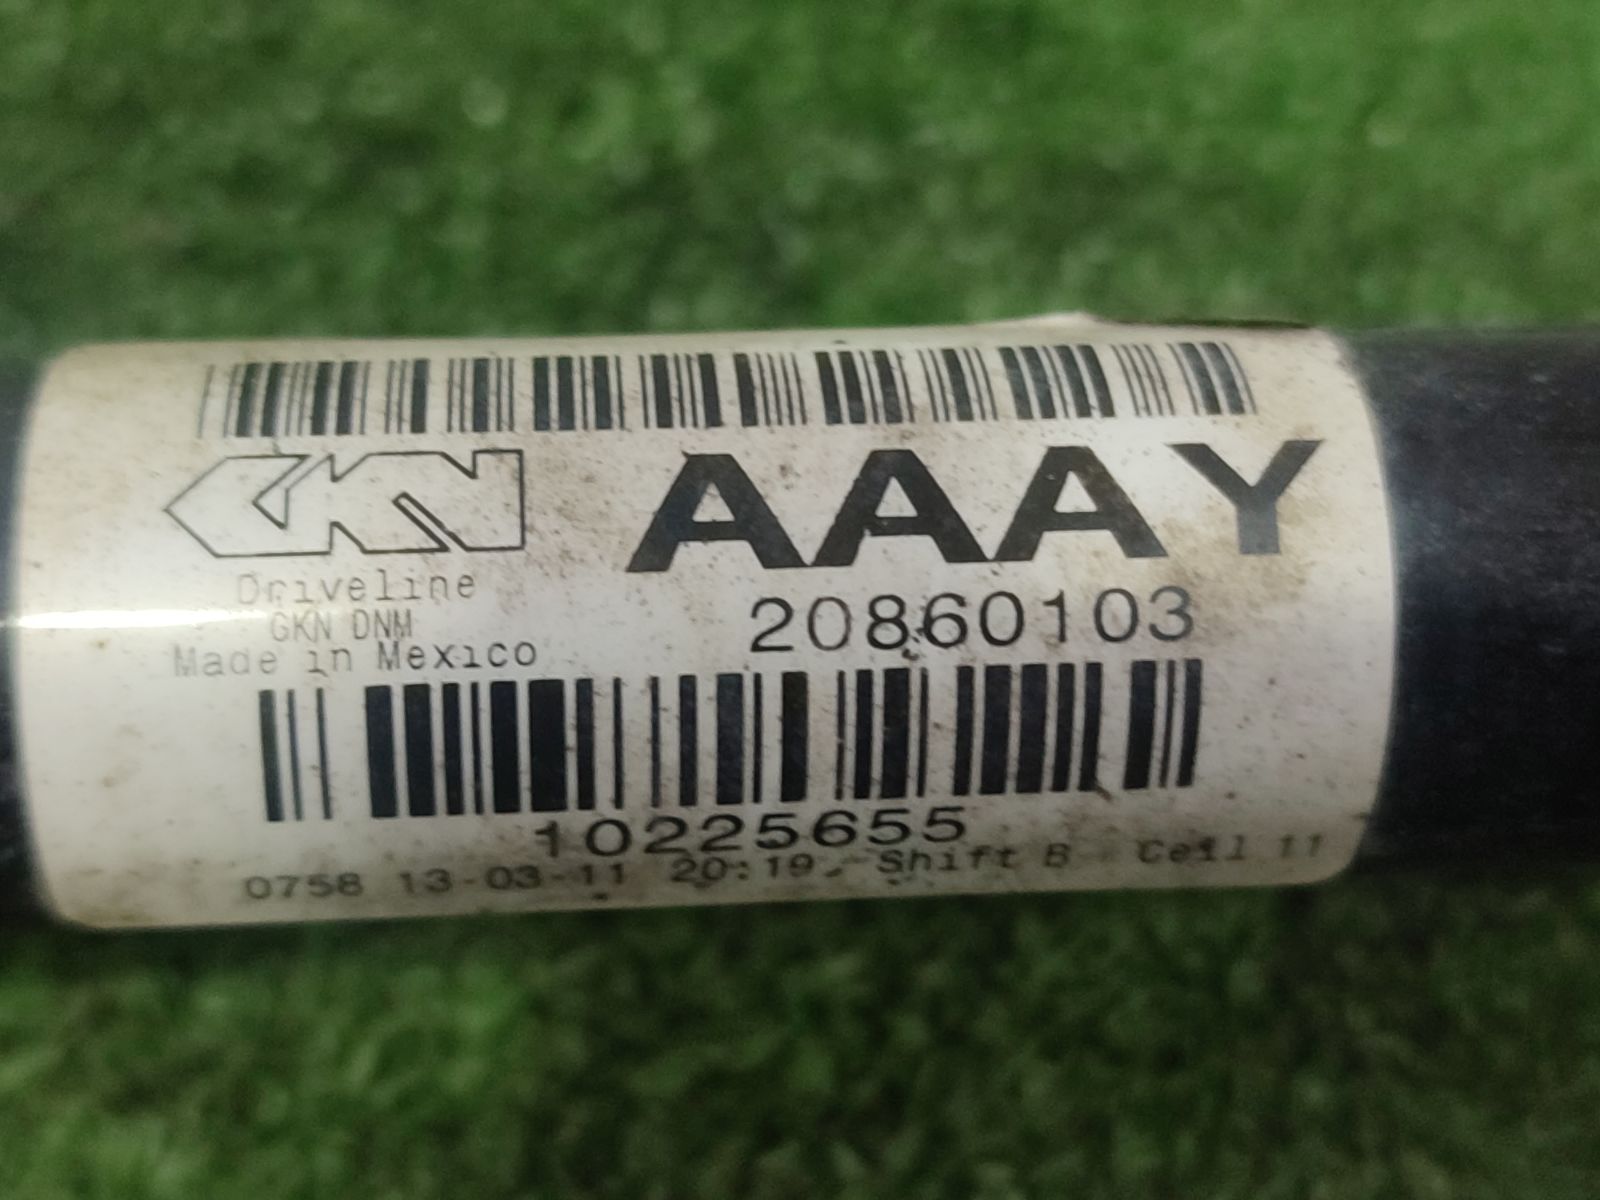 GKN
AAAY
Driveline
GKN DNM
Made in Mexico
20860103
10225655
0758 13-03-11 20:19 - Shift B - Cell 11